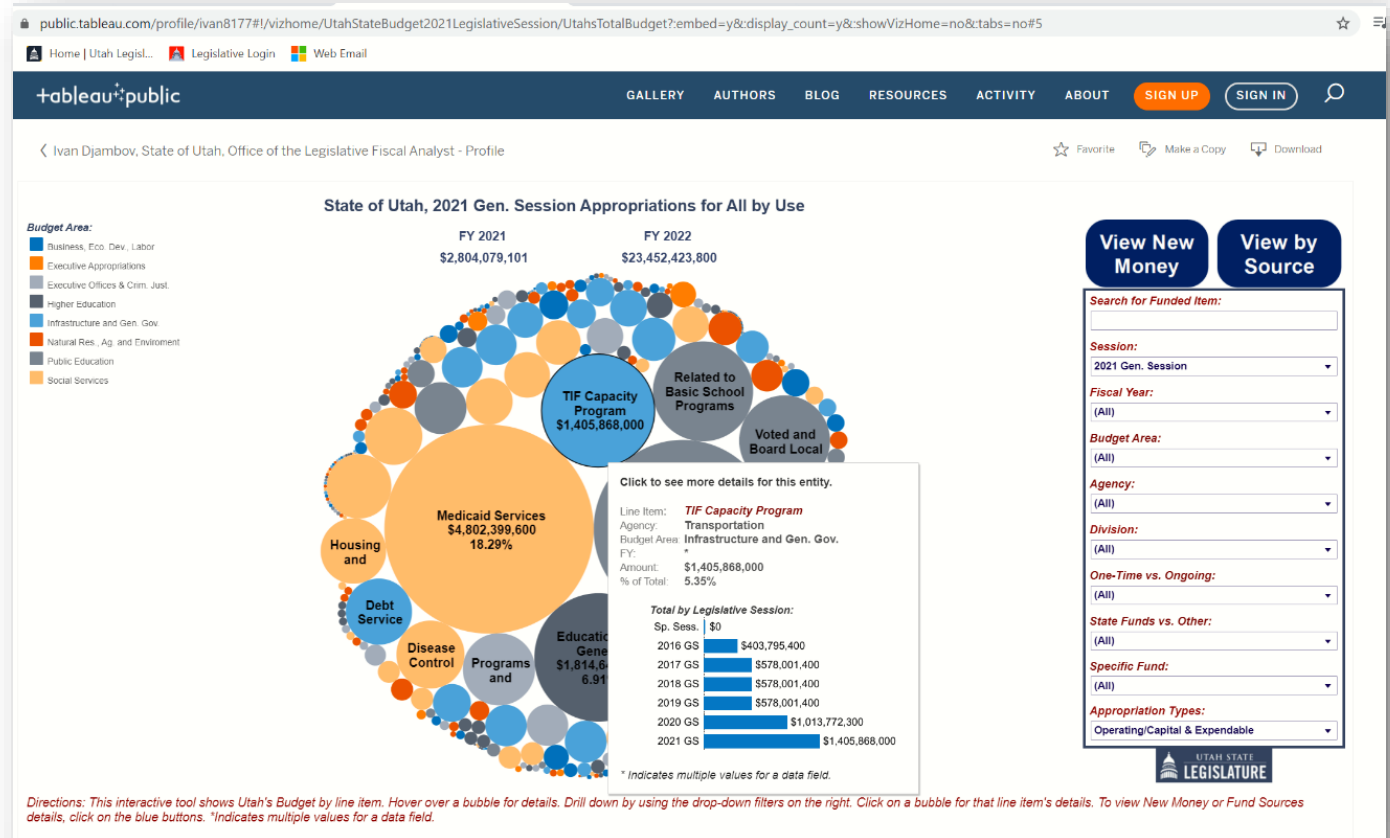 public.tableau.com/profile/ivan8177#!/vizhome/UtahStateBudget2021LegislativeSession/UtahsTotalBudget?:embed=y&:display_count=y&:showVizHome=no&:tabs=no#5
Home | Utah Legisl... Legislative Login Web Email
+ableau public GALLERY AUTHORS BLOG RESOURCES ACTIVITY ABOUT SIGN UP SIGN IN
Ivan Djambov, State of Utah, Office of the Legislative Fiscal Analyst - Profile Favorite Make a Copy Download
State of Utah, 2021 Gen. Session Appropriations for All by Use
FY 2021 FY 2022
$2,804,079,101 $23,452,423,800
Budget Area:
Business, Eco. Dev., Labor
Executive Appropriations
Executive Offices & Crim. Just.
Higher Education
Infrastructure and Gen. Gov.
Natural Res., Ag. and Enviroment
Public Education
Social Services
TIF Capacity
Program
$1,405,868,000
Related to
Basic School
Programs
Voted and
Board Local
Medicaid Services
$4,802,399,600
18.29%
Housing
and
Debt
Service
Disease
Control
Programs
and
Educatio
Gene
$1,814,6
6.91
Click to see more details for this entity.
Line Item: TIF Capacity Program
Agency: Transportation
Budget Area: Infrastructure and Gen. Gov.
FY: *
Amount: $1,405,868,000
% of Total: 5.35%
Total by Legislative Session:
Sp. Sess. $0
2016 GS $403,795,400
2017 GS $578,001,400
2018 GS $578,001,400
2019 GS $578,001,400
2020 GS $1,013,772,300
2021 GS $1,405,868,000
* Indicates multiple values for a data field.
View New
Money
View by
Source
Search for Funded Item:
Session:
2021 Gen. Session
Fiscal Year:
(All)
Budget Area:
(All)
Agency:
(All)
Division:
(All)
One-Time vs. Ongoing:
(All)
State Funds vs. Other:
(All)
Specific Fund:
(All)
Appropriation Types:
Operating/Capital & Expendable
UTAH STATE
LEGISLATURE
Directions: This interactive tool shows Utah's Budget by line item. Hover over a bubble for details. Drill down by using the drop-down filters on the right. Click on a bubble for that line item's details. To view New Money or Fund Sources
details, click on the blue buttons. *Indicates multiple values for a data field.